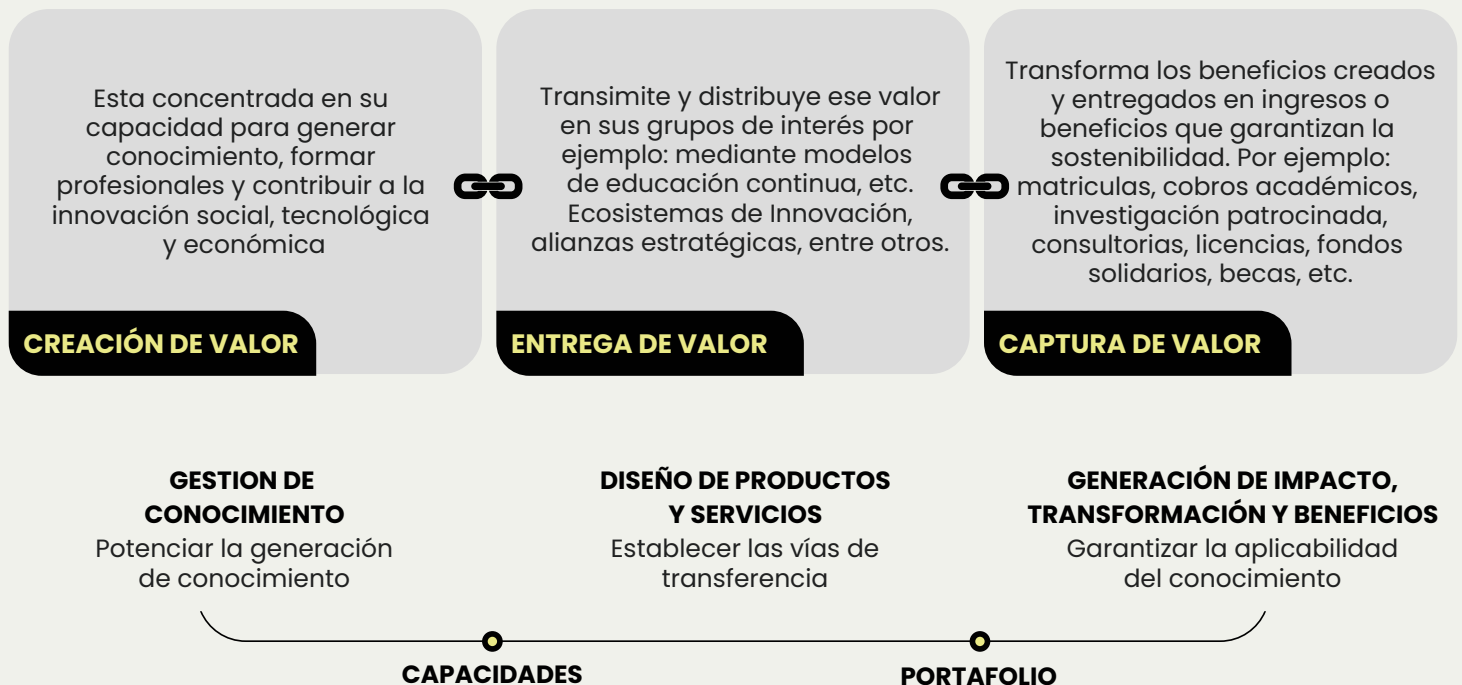 Esta concentrada en su
capacidad para generar
conocimiento, formar
profesionales y contribuir a la
innovación social, tecnológica
y económica
CREACIÓN DE VALOR
Transimite y distribuye ese valor
en sus grupos de interés por
ejemplo: mediante modelos
de educación continua, etc.
Ecosistemas de Innovación,
alianzas estratégicas, entre otros.
ENTREGA DE VALOR
Transforma los beneficios creados
y entregados en ingresos o
beneficios que garantizan la
sostenibilidad. Por ejemplo:
matriculas, cobros académicos,
investigación patrocinada,
consultorias, licencias, fondos
solidarios, becas, etc.
CAPTURA DE VALOR
GESTION DE
CONOCIMIENTO
Potenciar la generación
de conocimiento
DISEÑO DE PRODUCTOS
Y SERVICIOS
Establecer las vías de
transferencia
GENERACIÓN DE IMPACTO,
TRANSFORMACIÓN Y BENEFICIOS
Garantizar la aplicabilidad
del conocimiento
CAPACIDADES
PORTAFOLIO